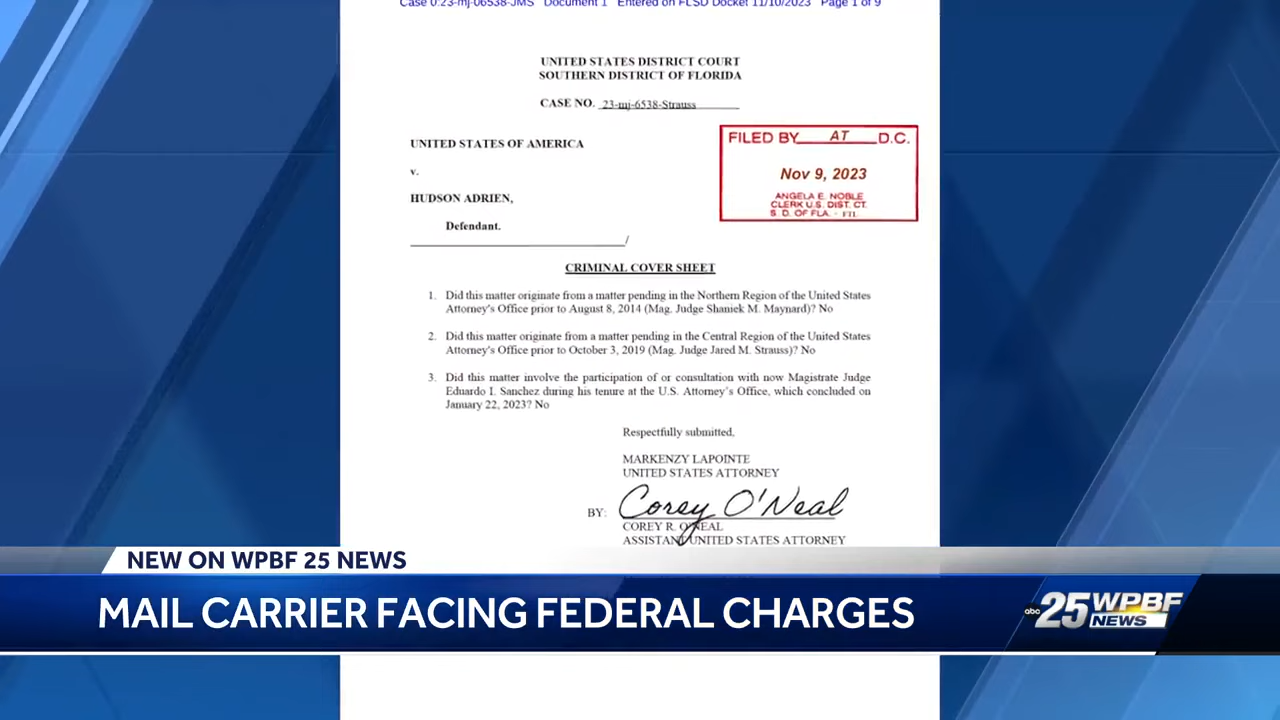 Case 0:23-mj-06538-JMS Document 1 Entered on FLSD Docket 11/10/2023 Page 1 of 9
UNITED STATES DISTRICT COURT
SOUTHERN DISTRICT OF FLORIDA
CASE NO. 23-mj-6538-Strauss
UNITED STATES OF AMERICA
v.
HUDSON ADRIEN,
Defendant.
/
FILED BY AT D.C.
Nov 9, 2023
ANGELA E. NOBLE
CLERK U.S. DIST. CT.
S. D. OF FLA. - FTL
CRIMINAL COVER SHEET
1. Did this matter originate from a matter pending in the Northern Region of the United States
Attorney's Office prior to August 8, 2014 (Mag. Judge Shaniek M. Maynard)? No
2. Did this matter originate from a matter pending in the Central Region of the United States
Attorney's Office prior to October 3, 2019 (Mag. Judge Jared M. Strauss)? No
3. Did this matter involve the participation of or consultation with now Magistrate Judge
Eduardo I. Sanchez during his tenure at the U.S. Attorney's Office, which concluded on
January 22, 2023? No
Respectfully submitted,
MARKENZY LAPOINTE
UNITED STATES ATTORNEY
BY: Corey O'Neal
COREY R. O'NEAL
ASSISTANT UNITED STATES ATTORNEY
NEW ON WPBF 25 NEWS
MAIL CARRIER FACING FEDERAL CHARGES
abc 25 WPBF
NEWS